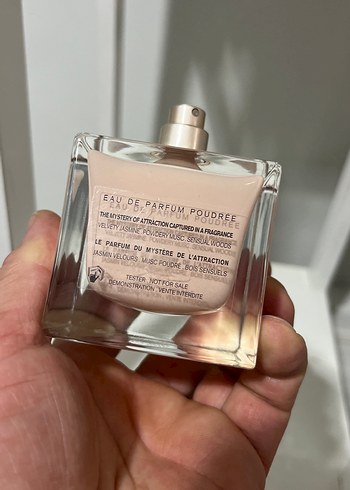 EAU DE PARFUM POUDRÉE
THE MYSTERY OF ATTRACTION CAPTURED IN A FRAGRANCE
VELVETY JASMINE, POWDERY MUSC, SENSUAL WOODS
LE PARFUM DU MYSTÈRE DE L'ATTRACTION
JASMIN VELOURS, MUSC POUDRÉ, BOIS SENSUELS
TESTER NOT FOR SALE
DEMONSTRATION VENTE INTERDITE